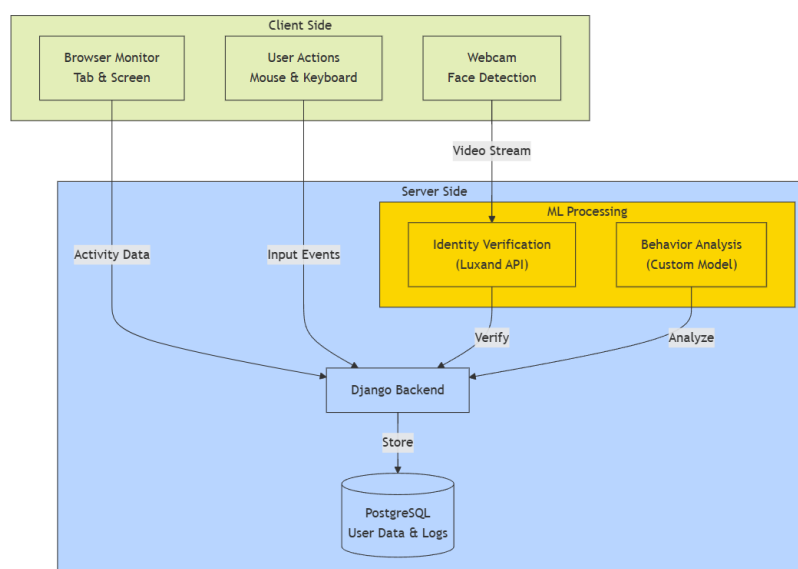 Client Side
Browser Monitor
Tab & Screen
User Actions
Mouse & Keyboard
Webcam
Face Detection
Video Stream
Server Side
ML Processing
Activity Data
Input Events
Identity Verification
(Luxand API)
Behavior Analysis
(Custom Model)
Verify
Analyze
Django Backend
Store
PostgreSQL
User Data & Logs